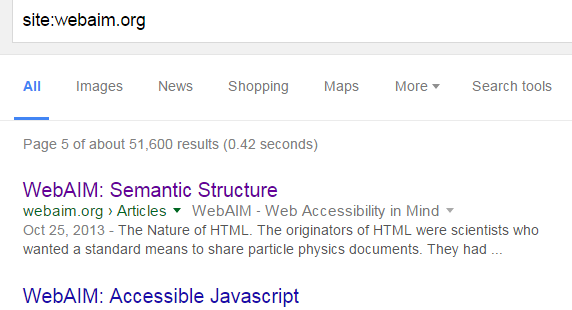 site:webaim.org
All Images News Shopping Maps More Search tools
Page 5 of about 51,600 results (0.42 seconds)
WebAIM: Semantic Structure
webaim.org › Articles WebAIM - Web Accessibility in Mind
Oct 25, 2013 - The Nature of HTML. The originators of HTML were scientists who
wanted a standard means to share particle physics documents. They had ...
WebAIM: Accessible Javascript